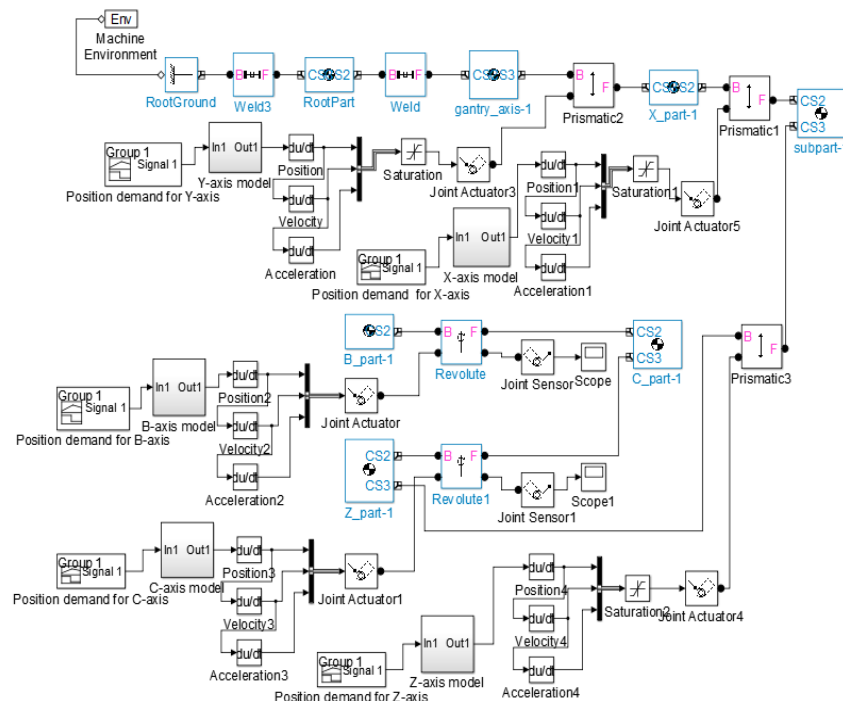 Env
Machine
Environment
B F
CS CS2
B F
CS CS3
B F
CS CS2
B F
CS2
CS3
RootGround
Weld3
RootPart
Weld
gantry_axis-1
Prismatic2
X_part-1
Prismatic1
subpart-1
Group 1
Signal 1
Position demand for Y-axis
In1 Out1
Y-axis model
du/dt
Position
du/dt
Velocity
du/dt
Acceleration
Saturation
Joint Actuator3
Group 1
Signal 1
Position demand for X-axis
In1 Out1
X-axis model
du/dt
Position1
du/dt
Velocity1
du/dt
Acceleration1
Saturation1
Joint Actuator5
CS2
B_part-1
B F
Revolute
Joint Sensor
Scope
CS2
CS3
C_part-1
B F
Prismatic3
Group 1
Signal 1
Position demand for B-axis
In1 Out1
B-axis model
du/dt
Position2
du/dt
Velocity2
du/dt
Acceleration2
Joint Actuator
CS2
CS3
Z_part-1
B F
Revolute1
Joint Sensor1
Scope1
Group 1
Signal 1
Position demand for C-axis
In1 Out1
C-axis model
du/dt
Position3
du/dt
Velocity3
du/dt
Acceleration3
Joint Actuator1
Group 1
Signal 1
Position demand for Z-axis
In1 Out1
Z-axis model
du/dt
Position4
du/dt
Velocity4
du/dt
Acceleration4
Saturation2
Joint Actuator4